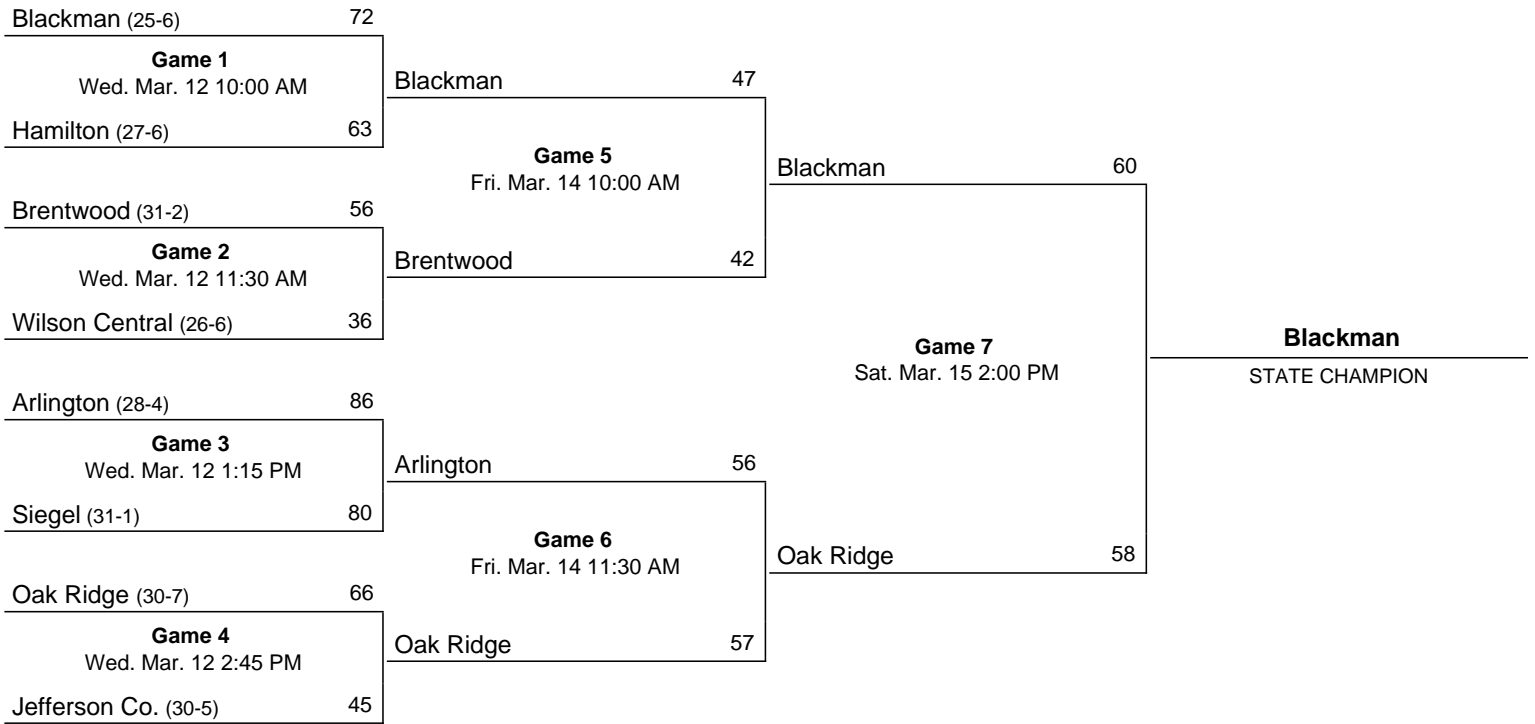 Blackman (25-6) 72
Game 1
Wed. Mar. 12 10:00 AM
Hamilton (27-6) 63
Brentwood (31-2) 56
Game 2
Wed. Mar. 12 11:30 AM
Wilson Central (26-6) 36
Arlington (28-4) 86
Game 3
Wed. Mar. 12 1:15 PM
Siegel (31-1) 80
Oak Ridge (30-7) 66
Game 4
Wed. Mar. 12 2:45 PM
Jefferson Co. (30-5) 45
Blackman 47
Game 5
Fri. Mar. 14 10:00 AM
Brentwood 42
Arlington 56
Game 6
Fri. Mar. 14 11:30 AM
Oak Ridge 57
Blackman 60
Game 7
Sat. Mar. 15 2:00 PM
Oak Ridge 58
Blackman
STATE CHAMPION